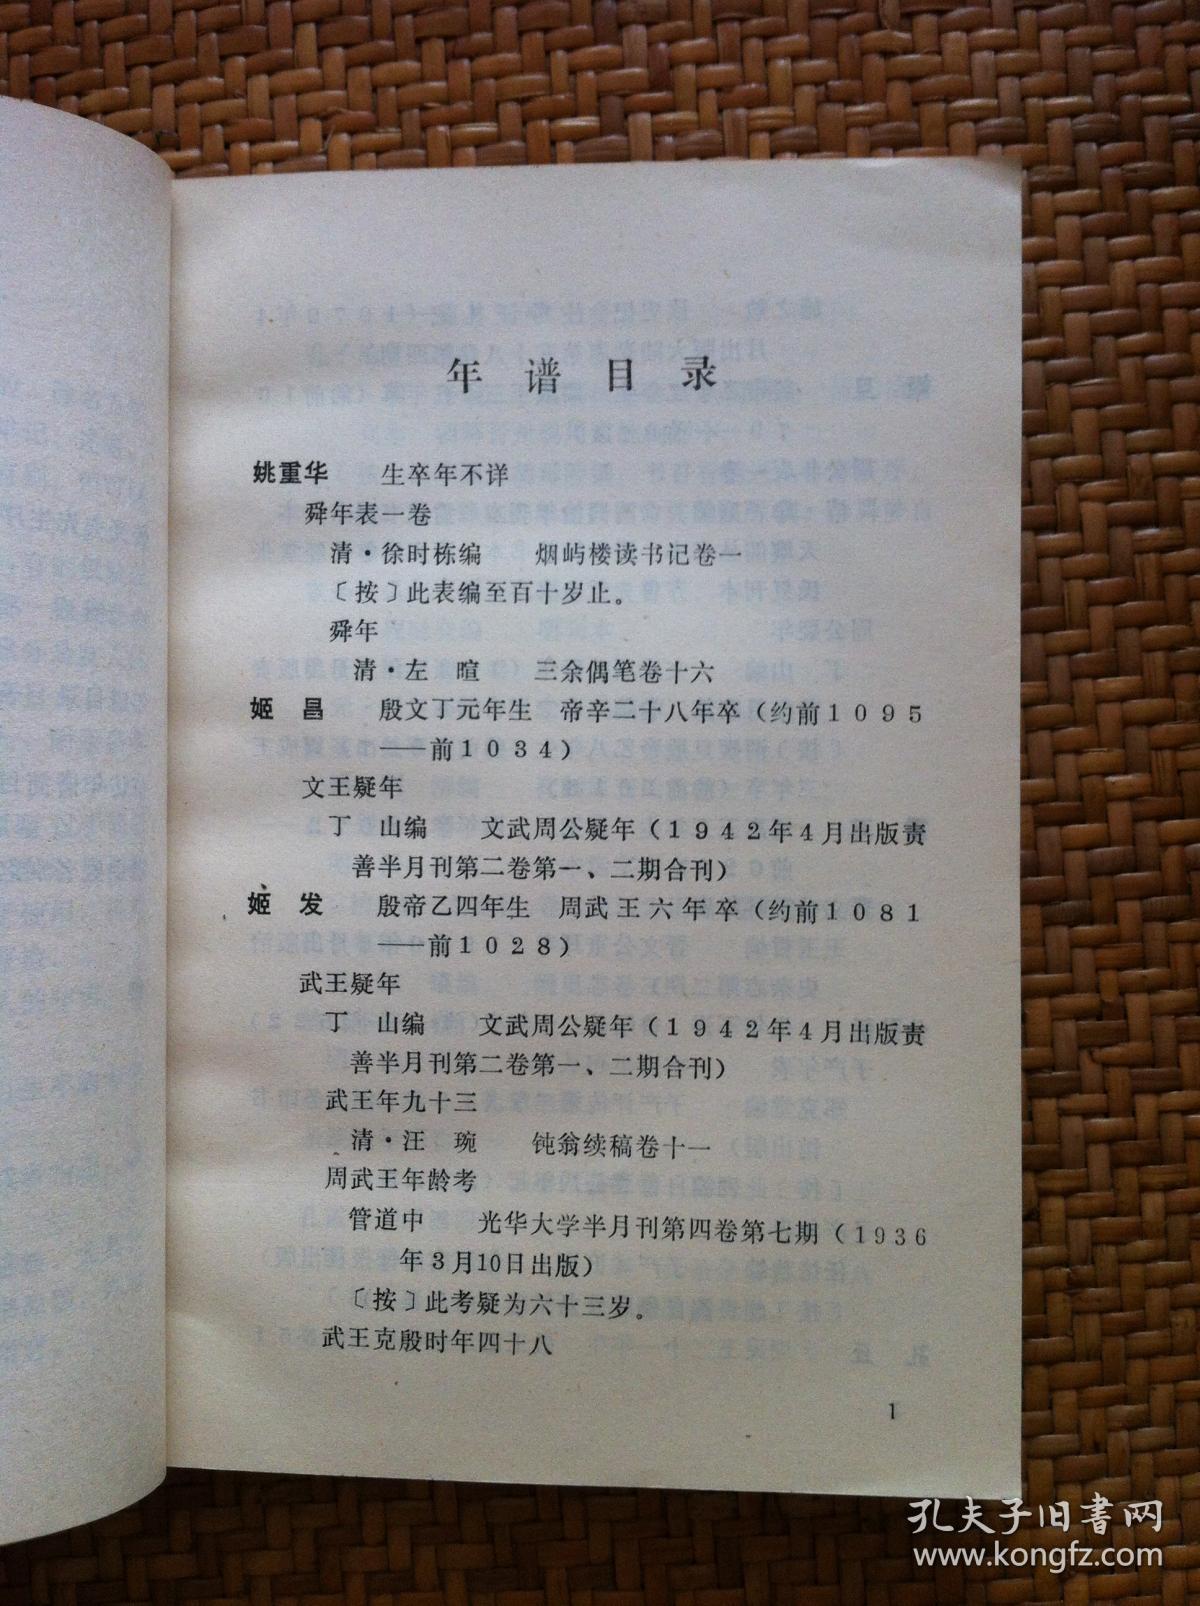 年谱目录
姚重华 生卒年不详
舜年表一卷
清·徐时栋编 烟屿楼读书记卷一
〔按〕此表编至百十岁止。
舜年
清·左 暄 三余偶笔卷十六
姬 昌 殷文丁元年生 帝辛二十八年卒（约前1095
——前1034）
文王疑年
丁 山编 文武周公疑年（1942年4月出版责
善半月刊第二卷第一、二期合刊）
姬 发 殷帝乙四年生 周武王六年卒（约前1081
——前1028）
武王疑年
丁 山编 文武周公疑年（1942年4月出版责
善半月刊第二卷第一、二期合刊）
武王年九十三
清·汪 琬 钝翁续稿卷十一
周武王年龄考
管道中 光华大学半月刊第四卷第七期（1936
年3月10日出版）
〔按〕此考疑为六十三岁。
武王克殷时年四十八
1
孔夫子旧书网
www.kongfz.com